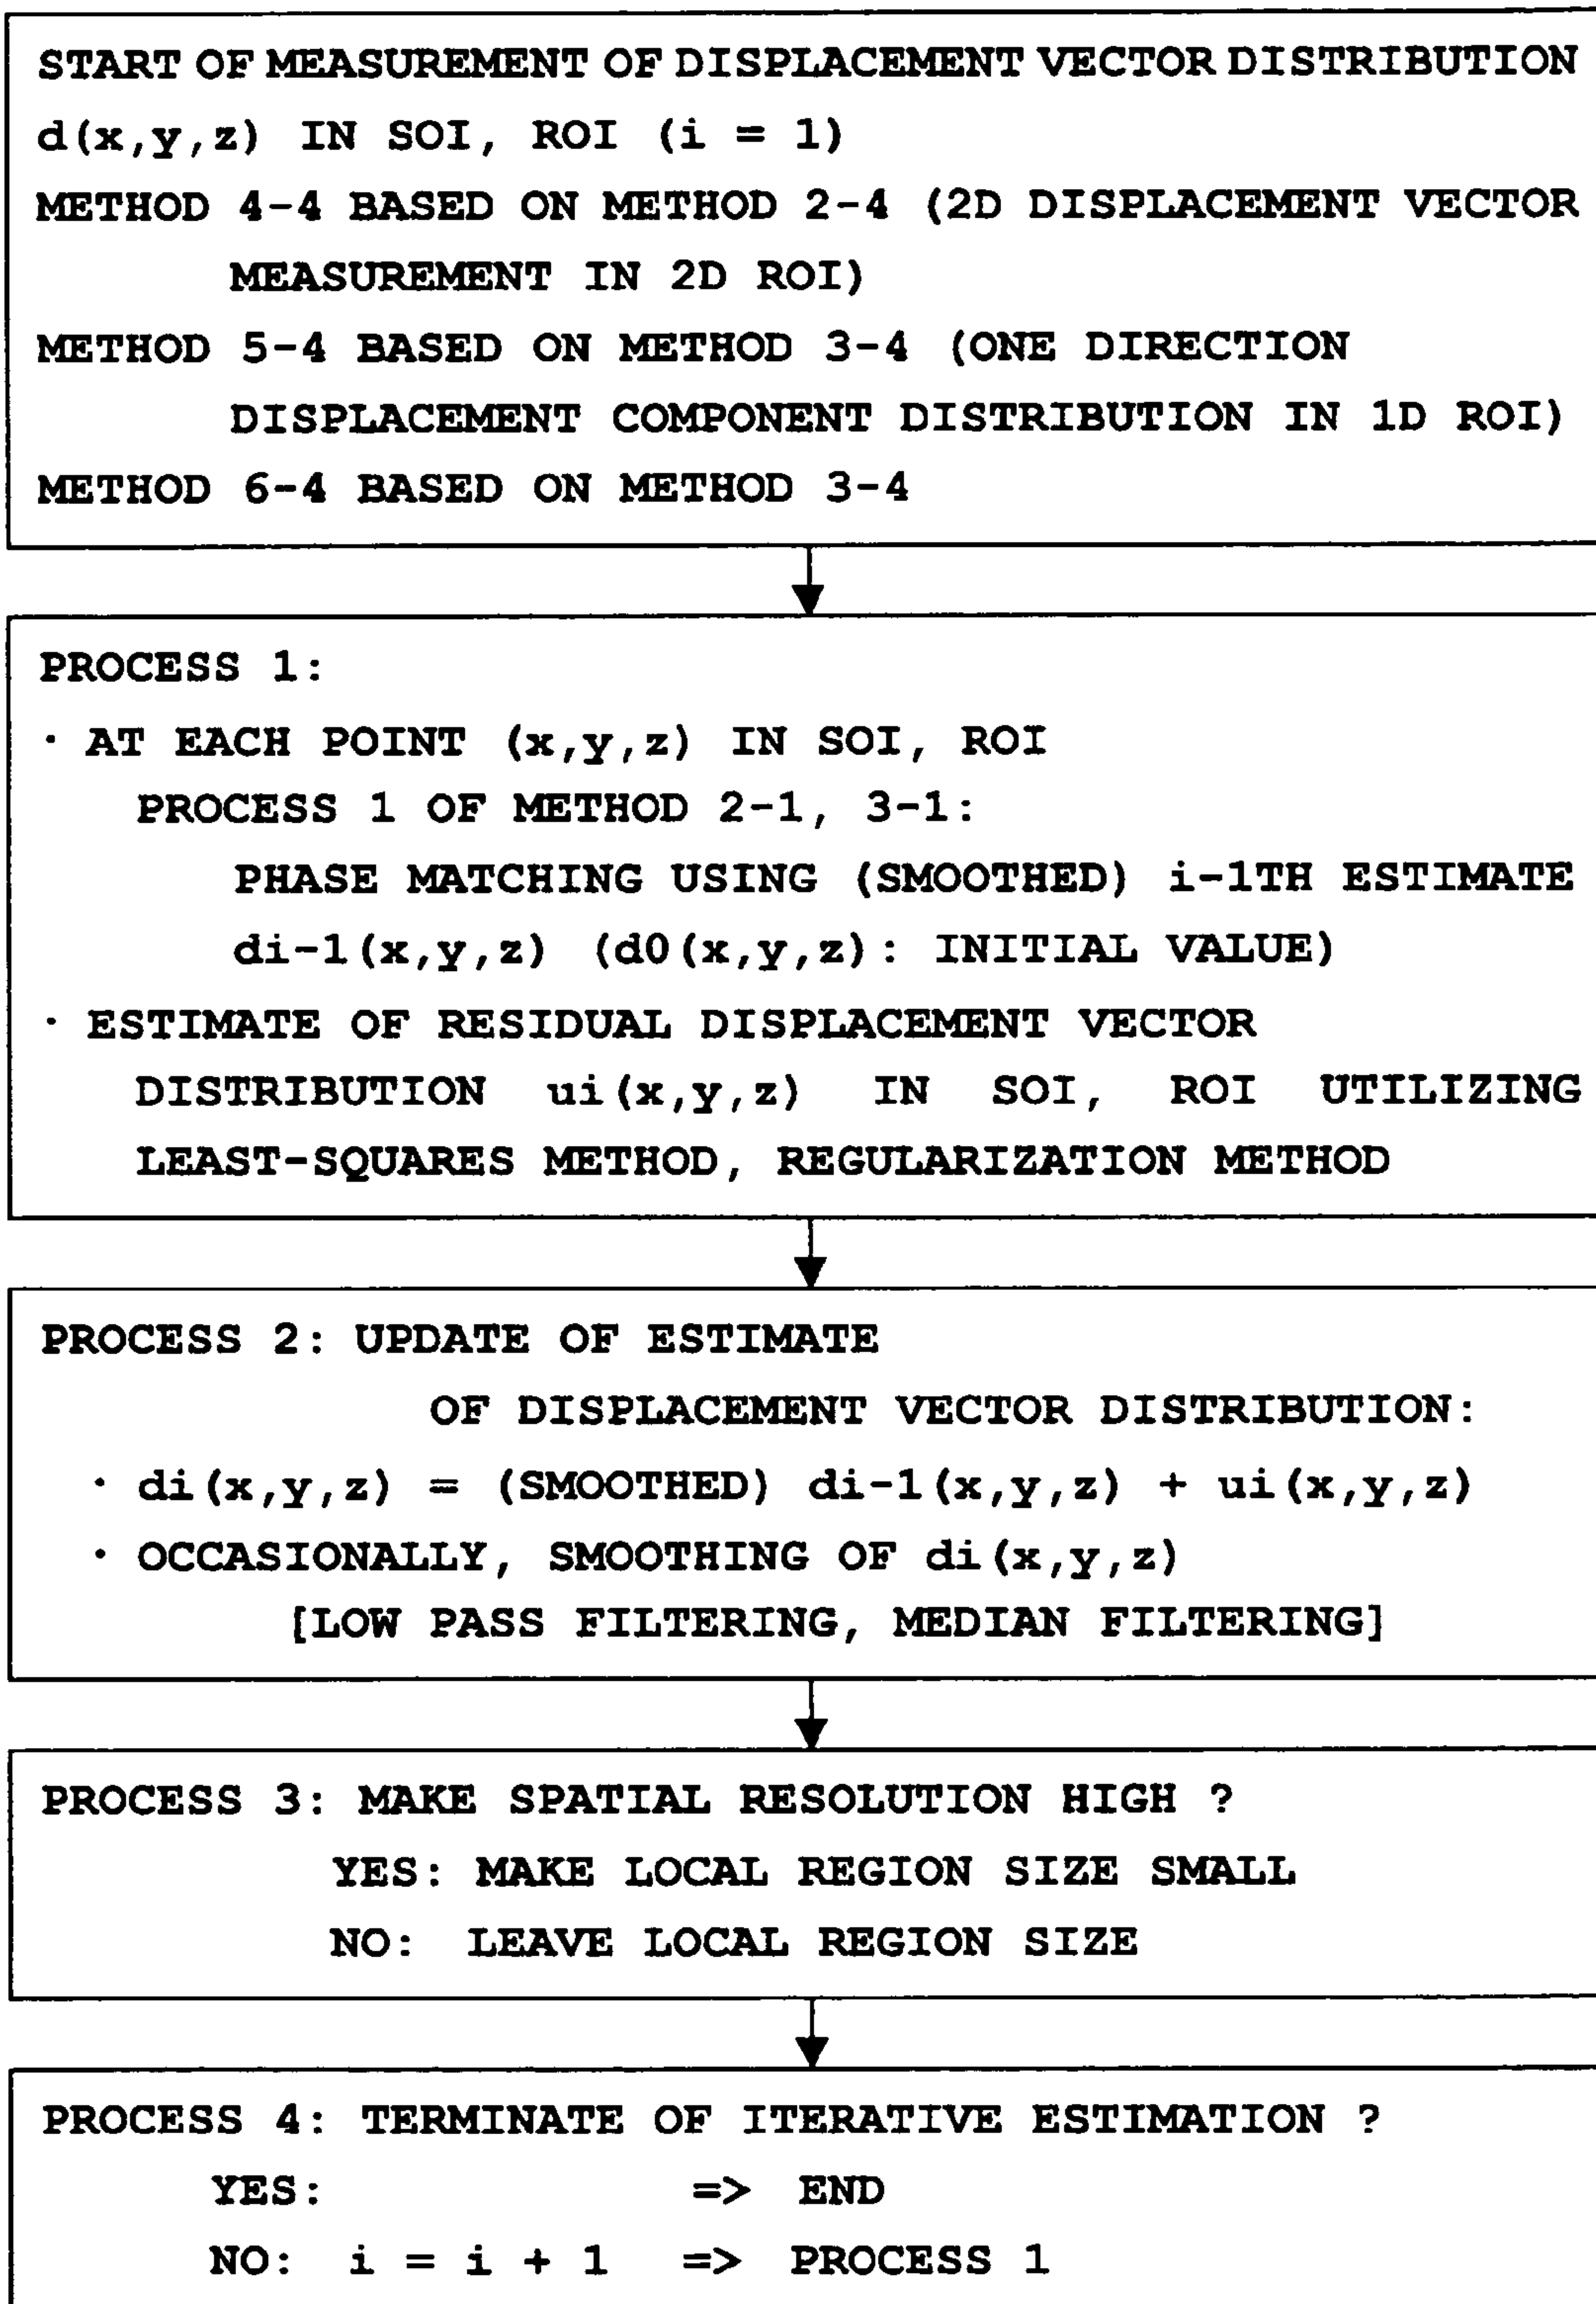 START OF MEASUREMENT OF DISPLACEMENT VECTOR DISTRIBUTION
d(x,y,z) IN SOI, ROI (i = 1)
METHOD 4-4 BASED ON METHOD 2-4 (2D DISPLACEMENT VECTOR
MEASUREMENT IN 2D ROI)
METHOD 5-4 BASED ON METHOD 3-4 (ONE DIRECTION
DISPLACEMENT COMPONENT DISTRIBUTION IN 1D ROI)
METHOD 6-4 BASED ON METHOD 3-4
PROCESS 1:
· AT EACH POINT (x,y,z) IN SOI, ROI
PROCESS 1 OF METHOD 2-1, 3-1:
PHASE MATCHING USING (SMOOTHED) i-1TH ESTIMATE
di-1(x,y,z) (d0(x,y,z): INITIAL VALUE)
· ESTIMATE OF RESIDUAL DISPLACEMENT VECTOR
DISTRIBUTION ui(x,y,z) IN SOI, ROI UTILIZING
LEAST-SQUARES METHOD, REGULARIZATION METHOD
PROCESS 2: UPDATE OF ESTIMATE
OF DISPLACEMENT VECTOR DISTRIBUTION:
· di(x,y,z) = (SMOOTHED) di-1(x,y,z) + ui(x,y,z)
· OCCASIONALLY, SMOOTHING OF di(x,y,z)
[LOW PASS FILTERING, MEDIAN FILTERING]
PROCESS 3: MAKE SPATIAL RESOLUTION HIGH ?
YES: MAKE LOCAL REGION SIZE SMALL
NO: LEAVE LOCAL REGION SIZE
PROCESS 4: TERMINATE OF ITERATIVE ESTIMATION ?
YES: => END
NO: i = i + 1 => PROCESS 1